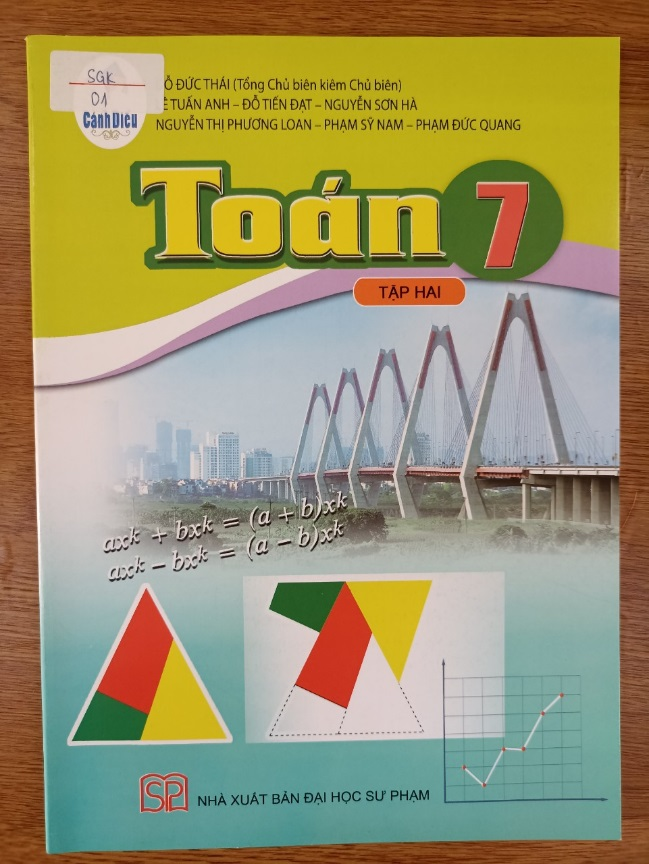 SGK
01
Cánh Diều
ĐỨC THÁI (Tổng Chủ biên kiêm Chủ biên)
TUẤN ANH – ĐỖ TIẾN ĐẠT – NGUYỄN SƠN HÀ
NGUYỄN THỊ PHƯƠNG LOAN – PHẠM SỸ NAM – PHẠM ĐỨC QUANG
Toán 7
TẬP HAI
axᵏ + bxᵏ = (a + b)xᵏ
axᵏ – bxᵏ = (a – b)xᵏ
SP NHÀ XUẤT BẢN ĐẠI HỌC SƯ PHẠM